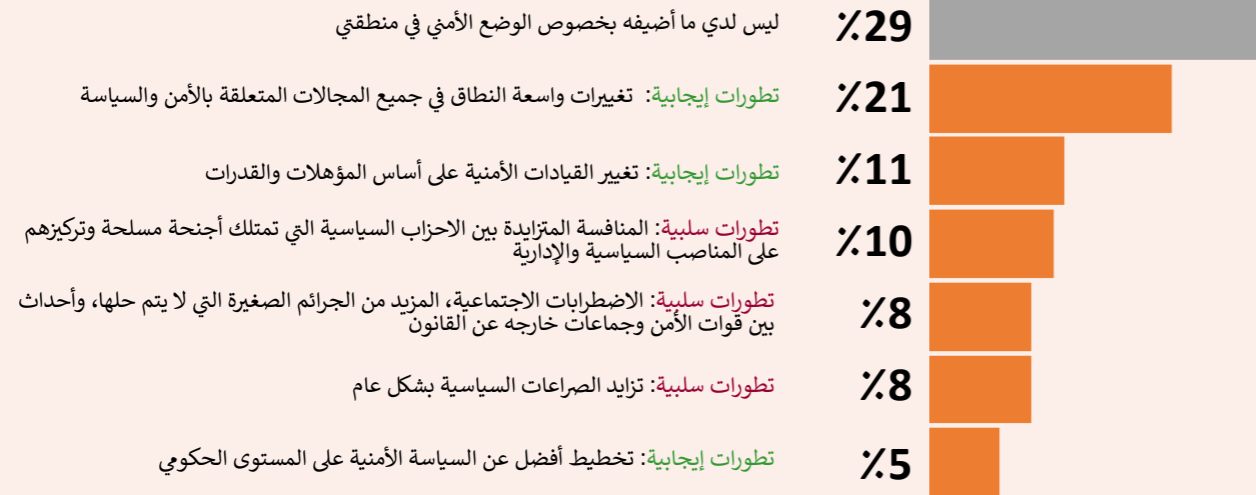 ليس لدي ما أضيفه بخصوص الوضع الأمني في منطقتي
٪29
تطورات إيجابية: تغييرات واسعة النطاق في جميع المجالات المتعلقة بالأمن والسياسة
٪21
تطورات إيجابية: تغيير القيادات الأمنية على أساس المؤهلات والقدرات
٪11
تطورات سلبية: المنافسة المتزايدة بين الاحزاب السياسية التي تمتلك أجنحة مسلحة وتركيزهم
على المناصب السياسية والإدارية
٪10
تطورات سلبية: الاضطرابات الاجتماعية، المزيد من الجرائم الصغيرة التي لا يتم حلها، وأحداث
بين قوات الأمن وجماعات خارجه عن القانون
٪8
تطورات سلبية: تزايد الصراعات السياسية بشكل عام
٪8
تطورات إيجابية: تخطيط أفضل عن السياسة الأمنية على المستوى الحكومي
٪5